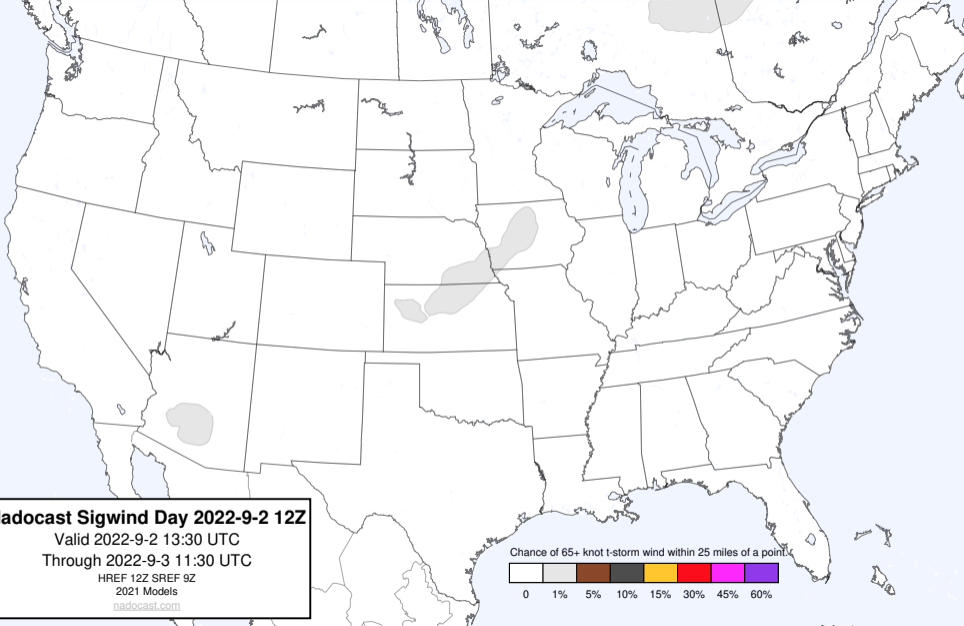 adocast Sigwind Day 2022-9-2 12Z
Valid 2022-9-2 13:30 UTC
Through 2022-9-3 11:30 UTC
HREF 12Z SREF 9Z
2021 Models
nadocast.com
Chance of 65+ knot t-storm wind within 25 miles of a point.
0 1% 5% 10% 15% 30% 45% 60%